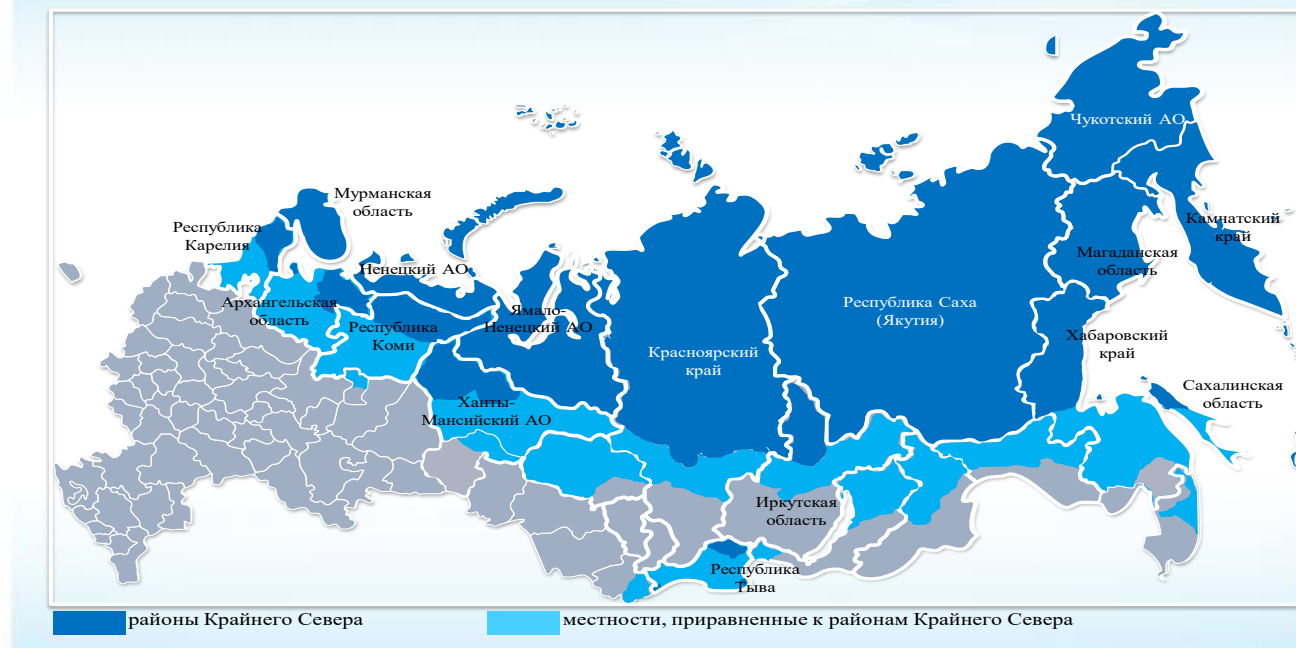 Чукотский АО
Мурманская
область
Республика
Карелия
Камчатский
край
Ненецкий АО
Магаданская
область
Архангельская
область
Республика Саха
(Якутия)
Ямало-
Ненецкий АО
Республика
Коми
Хабаровский
край
Красноярский
край
Сахалинская
область
Ханты-
Мансийский АО
Иркутская
область
Республика
Тыва
районы Крайнего Севера
местности, приравненные к районам Крайнего Севера